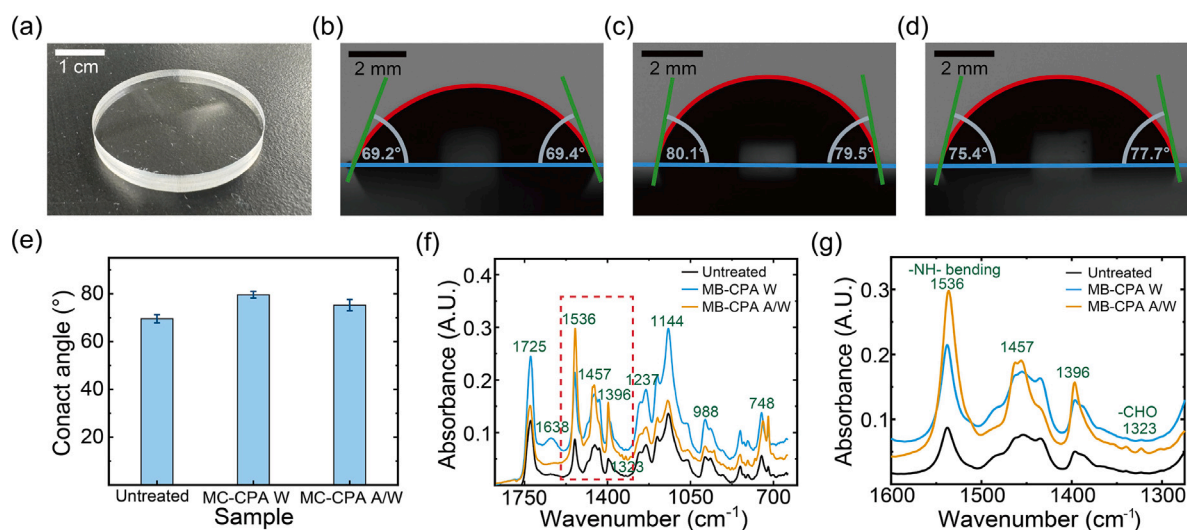 (a)
1 cm
(b)
2 mm
69.2°
69.4°
(c)
2 mm
80.1°
79.5°
(d)
2 mm
75.4°
77.7°
(e)
Conact angle (°)
80
60
40
20
Untreated MC-CPA W MC-CPA A/W
Sample
(f)
Absorbance (A.U.)
0.4
0.3
0.2
0.1
Untreated
MB-CPA W
MB-CPA A/W
1725
1638
1536
1457
1396
1323
1237
1144
988
748
1750 1400 1050 700
Wavenumber (cm⁻¹)
(g)
Absorbance (A.U.)
0.3
0.2
0.1
-NH- bending
1536
Untreated
MB-CPA W
MB-CPA A/W
1457
1396
-CHO
1323
1600 1500 1400 1300
Wavenumber (cm⁻¹)